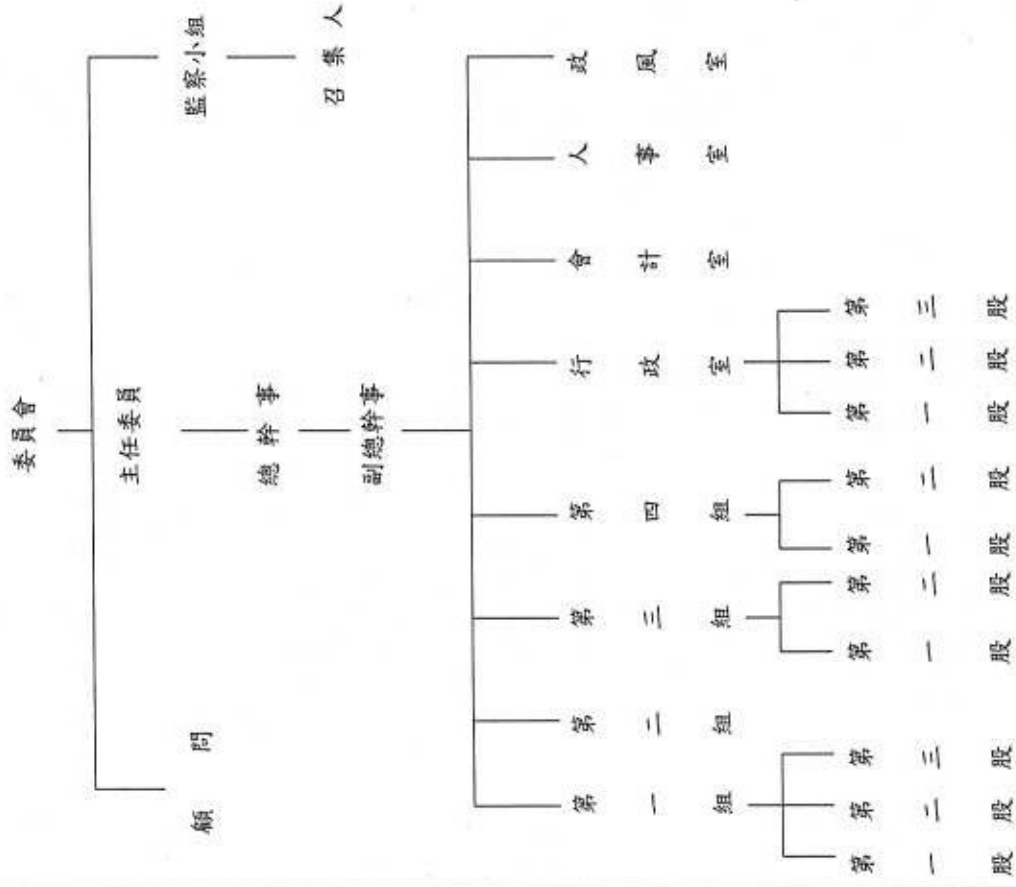 委員會
顧問
主任委員
監察小組
召集人
總幹事
副總幹事
第一組
第二組
第三組
第四組
行政室
會計室
人事室
政風室
第一股
第二股
第三股
第一股
第二股
第一股
第二股
第一股
第二股
第三股